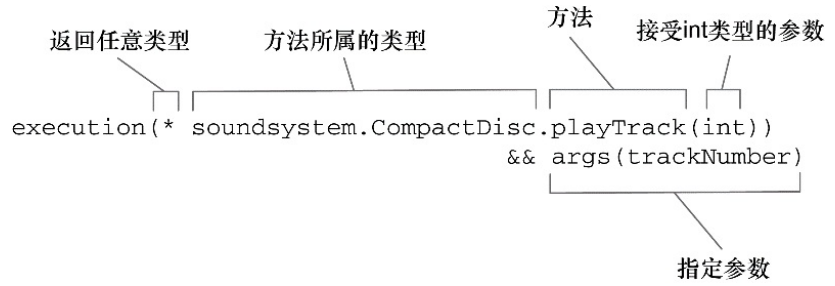 方法
返回任意类型
方法所属的类型
接受int类型的参数
execution(* soundsystem.CompactDisc.playTrack(int))
&& args(trackNumber)
指定参数